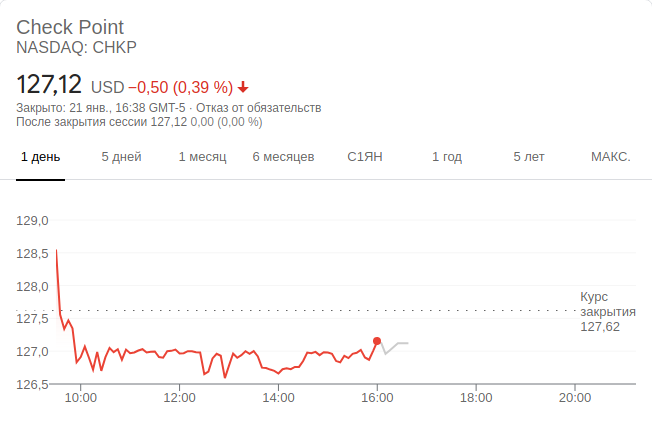 Check Point
NASDAQ: CHKP
127,12 USD −0,50 (0,39 %)
Закрыто: 21 янв., 16:38 GMT-5 · Отказ от обязательств
После закрытия сессии 127,12 0,00 (0,00 %)
1 день 5 дней 1 месяц 6 месяцев С1ЯН 1 год 5 лет МАКС.
129,0
128,5
128,0
127,5
127,0
126,5
Курс
закрытия
127,62
10:00 12:00 14:00 16:00 18:00 20:00